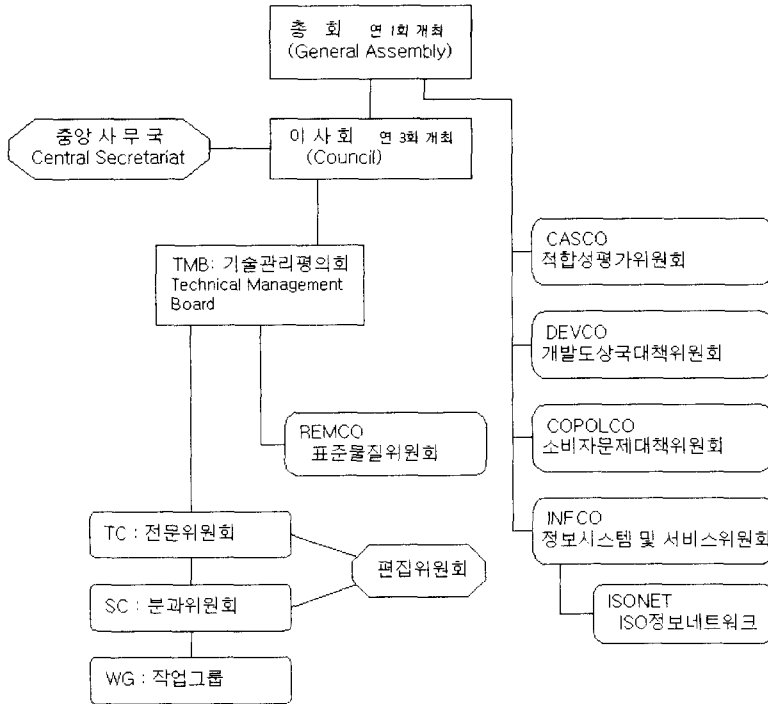 총 회 연 1회 개최
(General Assembly)
중앙 사무국
Central Secretariat
이 사 회 연 3회 개최
(Council)
TMB: 기술관리평의회
Technical Management
Board
CASCO
적합성평가위원회
DEVCO
개발도상국대책위원회
REMCO
표준물질위원회
COPOLCO
소비자문제대책위원회
TC : 전문위원회
편집위원회
INFCO
정보시스템 및 서비스위원회
SC : 분과위원회
ISONET
ISO정보네트워크
WG : 작업그룹